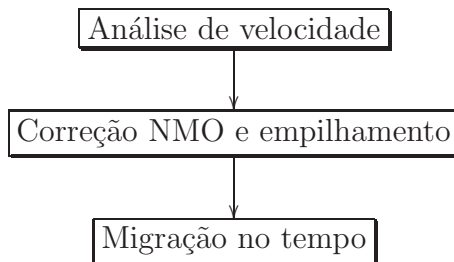 Análise de velocidade
Correção NMO e empilhamento
Migração no tempo